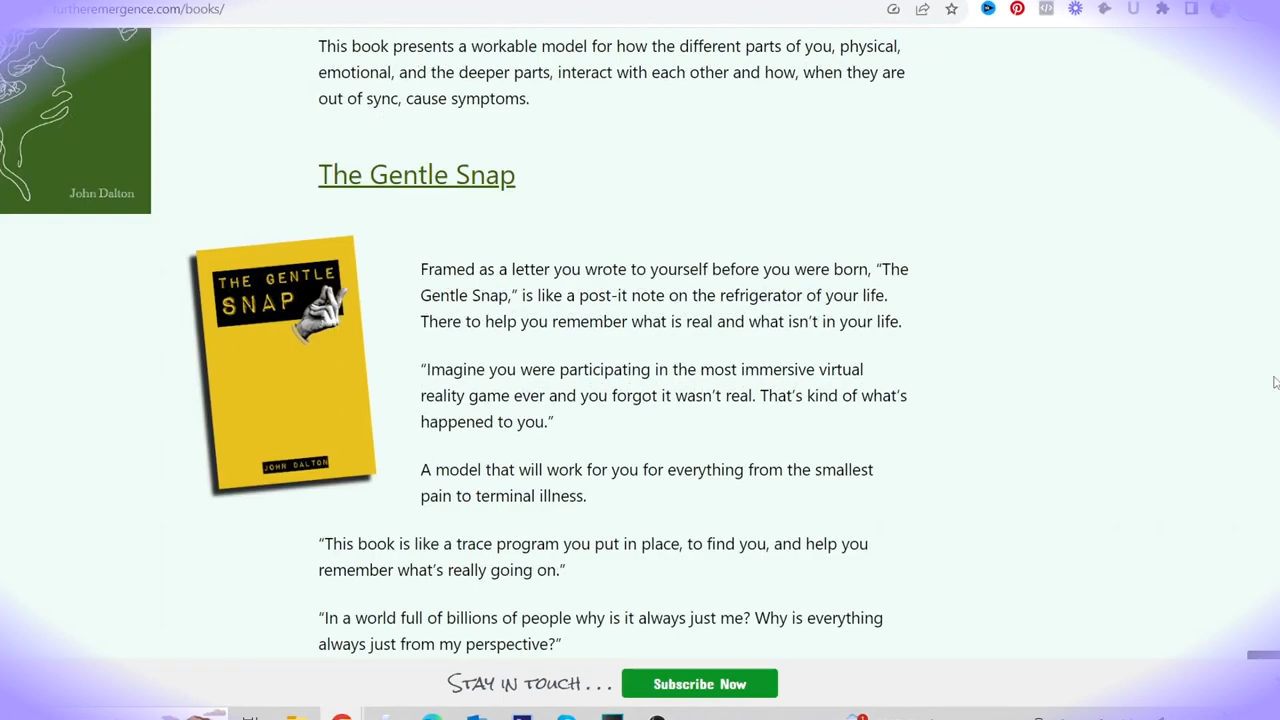 furtheremergence.com/books/
This book presents a workable model for how the different parts of you, physical,
emotional, and the deeper parts, interact with each other and how, when they are
out of sync, cause symptoms.
John Dalton
The Gentle Snap
THE GENTLE
SNAP
JOHN DALTON
Framed as a letter you wrote to yourself before you were born, “The
Gentle Snap,” is like a post-it note on the refrigerator of your life.
There to help you remember what is real and what isn’t in your life.
“Imagine you were participating in the most immersive virtual
reality game ever and you forgot it wasn’t real. That’s kind of what’s
happened to you.”
A model that will work for you for everything from the smallest
pain to terminal illness.
“This book is like a trace program you put in place, to find you, and help you
remember what’s really going on.”
“In a world full of billions of people why is it always just me? Why is everything
always just from my perspective?”
STAY IN TOUCH . . .
Subscribe Now